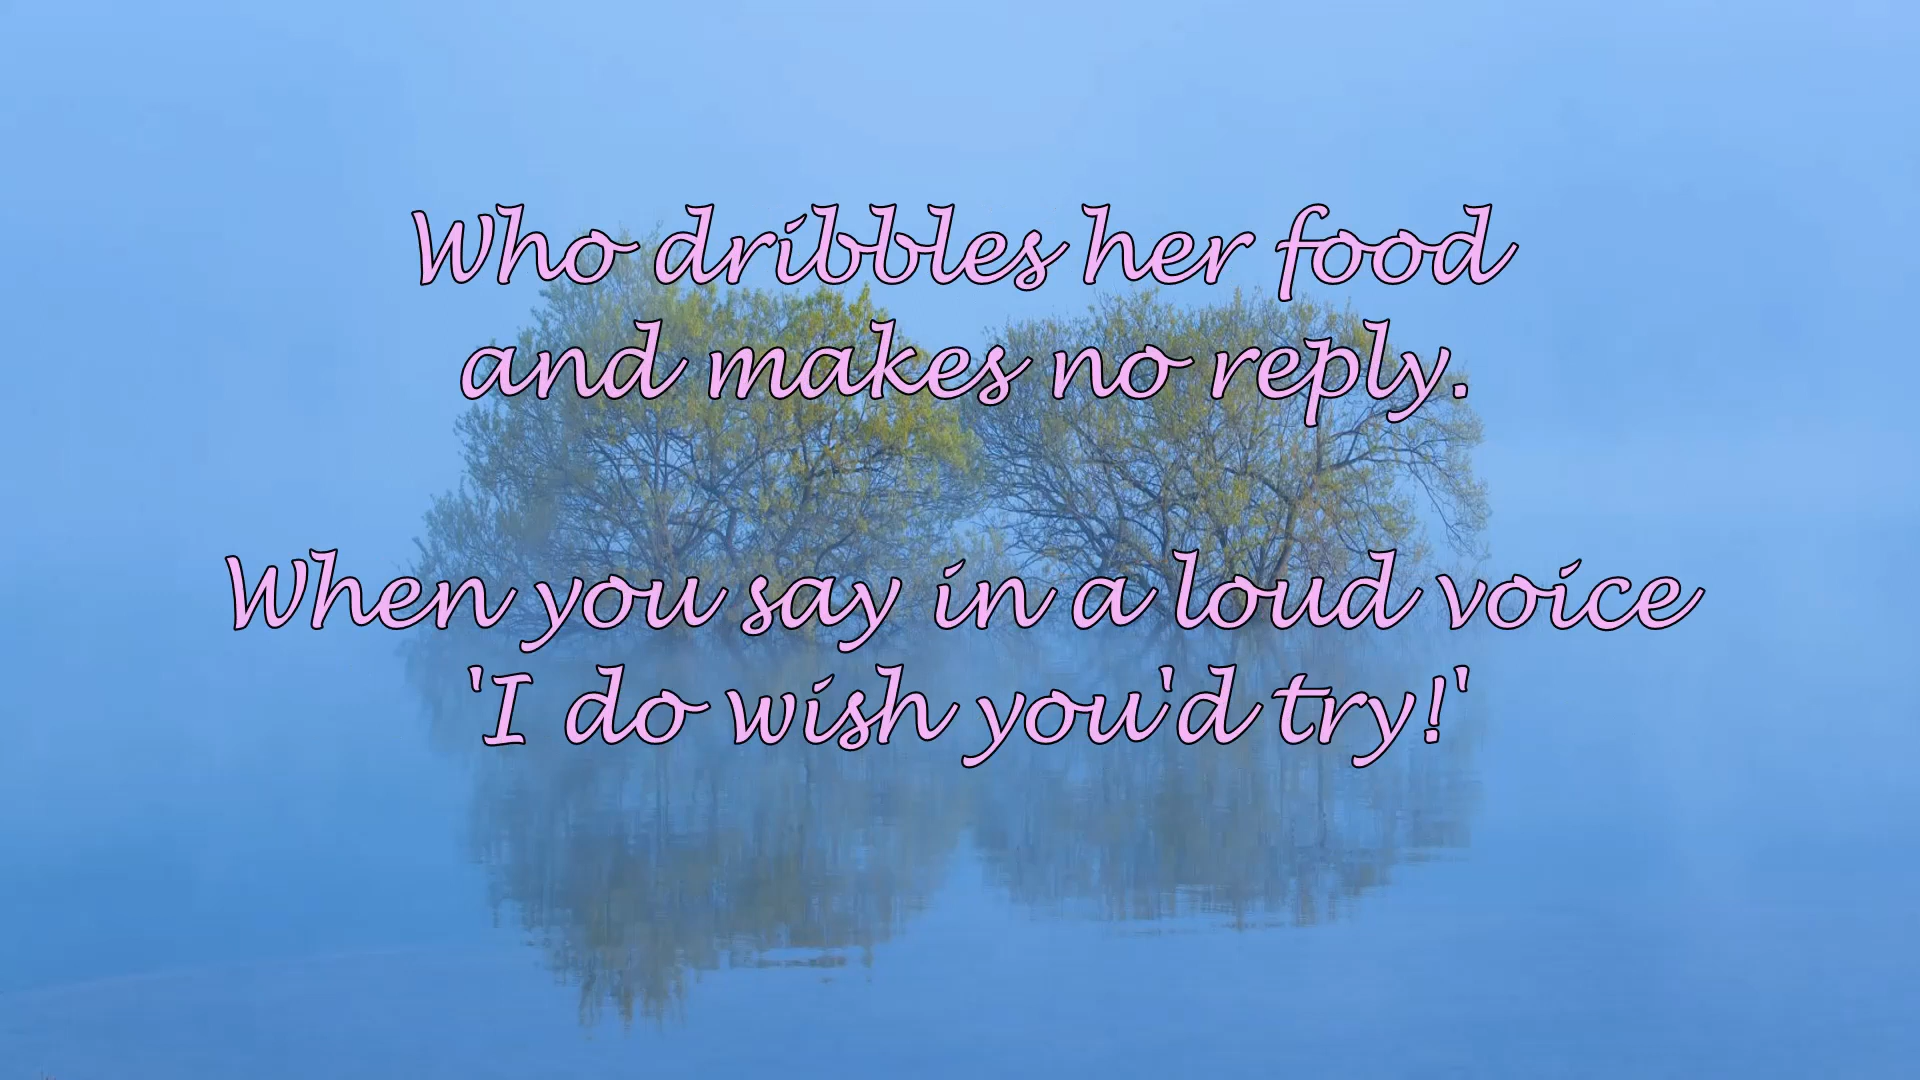 Who dribbles her food
and makes no reply.
When you say in a loud voice
'I do wish you'd try!'